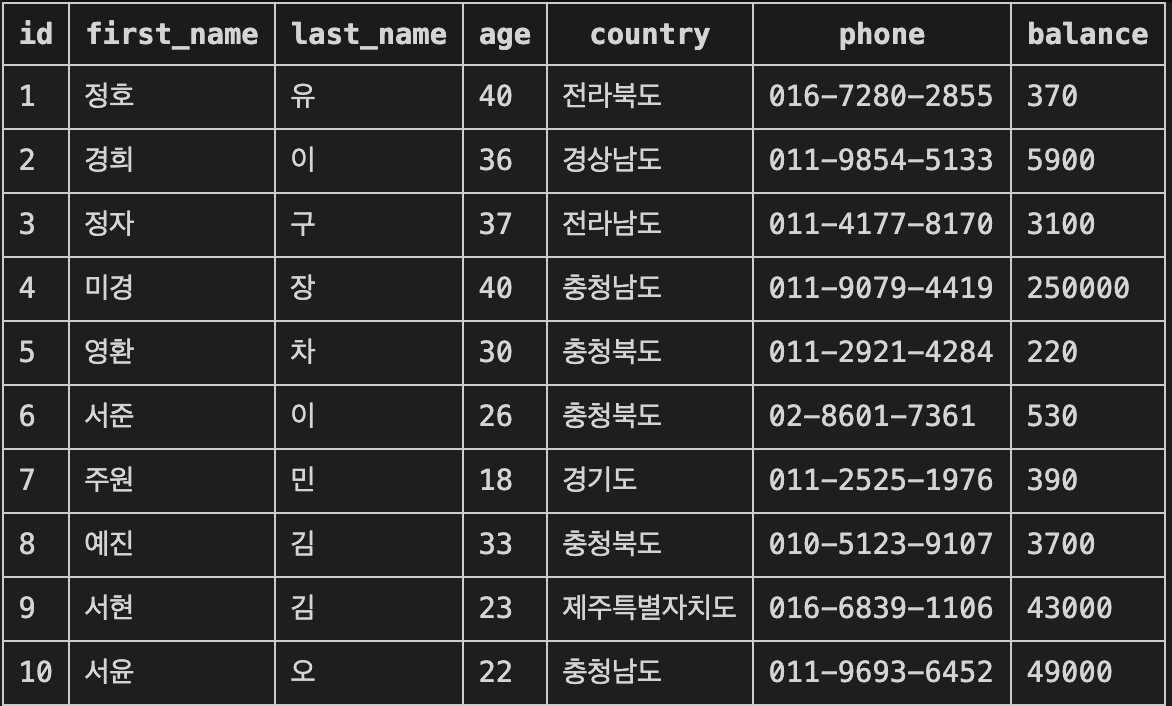 id first_name last_name age country phone balance
1 정호 유 40 전라북도 016-7280-2855 370
2 경희 이 36 경상남도 011-9854-5133 5900
3 정자 구 37 전라남도 011-4177-8170 3100
4 미경 장 40 충청남도 011-9079-4419 250000
5 영환 차 30 충청북도 011-2921-4284 220
6 서준 이 26 충청북도 02-8601-7361 530
7 주원 민 18 경기도 011-2525-1976 390
8 예진 김 33 충청북도 010-5123-9107 3700
9 서현 김 23 제주특별자치도 016-6839-1106 43000
10 서윤 오 22 충청남도 011-9693-6452 49000